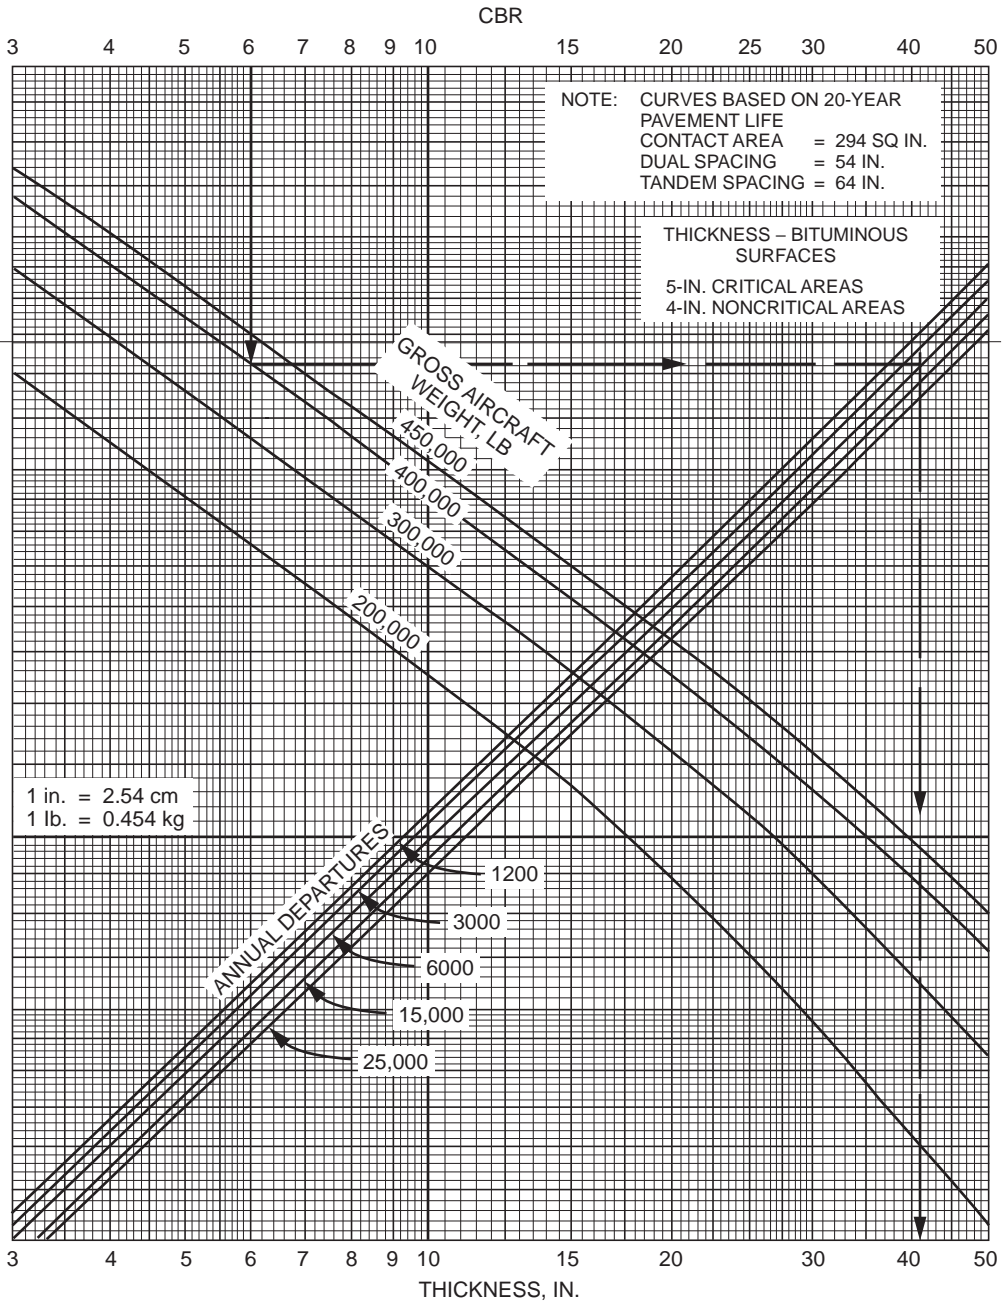 CBR
3 4 5 6 7 8 9 10 15 20 25 30 40 50
NOTE: CURVES BASED ON 20-YEAR
PAVEMENT LIFE
CONTACT AREA = 294 SQ IN.
DUAL SPACING = 54 IN.
TANDEM SPACING = 64 IN.
THICKNESS – BITUMINOUS
SURFACES
5-IN. CRITICAL AREAS
4-IN. NONCRITICAL AREAS
GROSS AIRCRAFT
WEIGHT, LB
450,000
400,000
300,000
200,000
1 in. = 2.54 cm
1 lb. = 0.454 kg
ANNUAL DEPARTURES
1200
3000
6000
15,000
25,000
3 4 5 6 7 8 9 10 15 20 30 40 50
THICKNESS, IN.